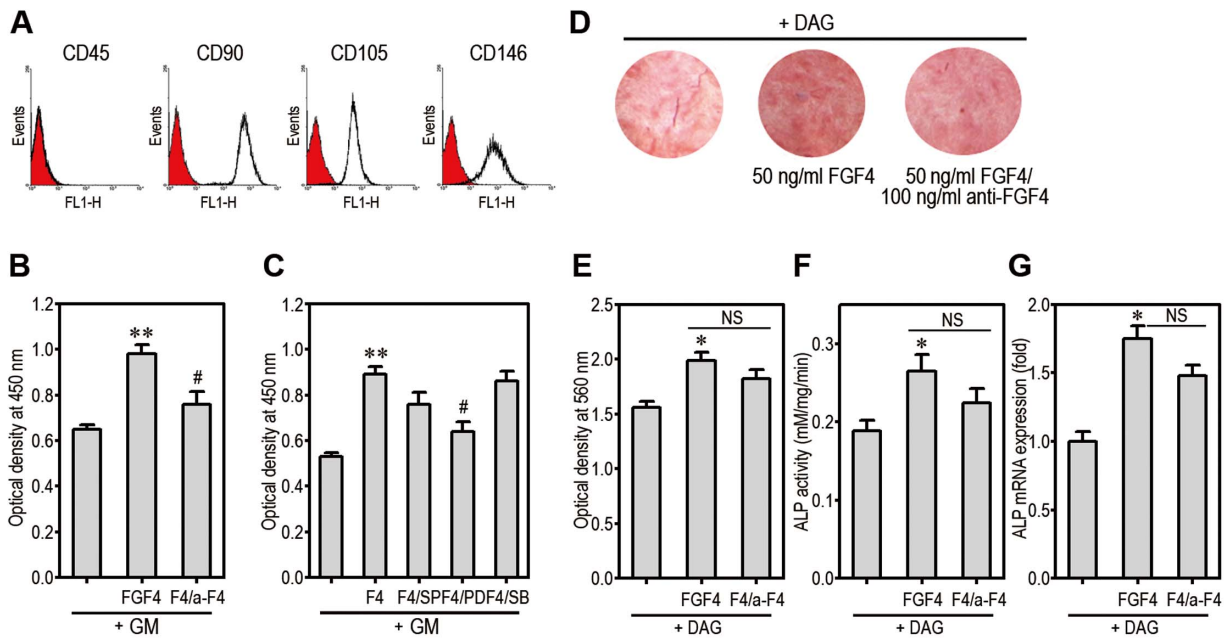 A
CD45
CD90
CD105
CD146
Events
Events
Events
Events
FL1-H
FL1-H
FL1-H
FL1-H
D
+ DAG
50 ng/ml FGF4
50 ng/ml FGF4/
100 ng/ml anti-FGF4
B
Optical density at 450 nm
1.2
1.0
0.8
0.6
0.4
0.2
0.0
**
#
FGF4 F4/a-F4
+ GM
C
Optical density at 450 nm
1.2
1.0
0.8
0.6
0.4
0.2
0.0
**
#
F4 F4/SP F4/PD F4/SB
+ GM
E
Optical density at 560 nm
2.5
2.0
1.5
1.0
0.5
0.0
NS
*
FGF4 F4/a-F4
+ DAG
F
ALP activity (mM/mg/min)
0.3
0.2
0.1
0.0
NS
*
FGF4 F4/a-F4
+ DAG
G
ALP mRNA expression (fold)
2.0
1.5
1.0
0.5
0.0
* NS
FGF4 F4/a-F4
+ DAG